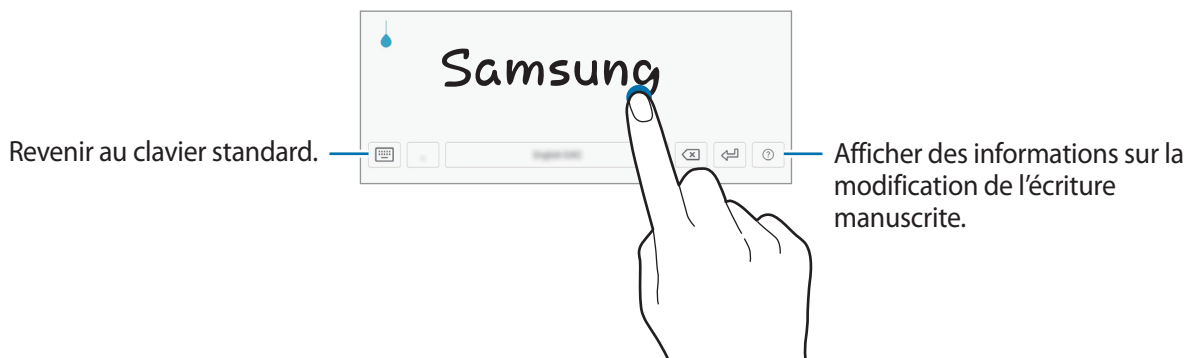 Samsung
Revenir au clavier standard.
Afficher des informations sur la
modification de l'écriture
manuscrite.